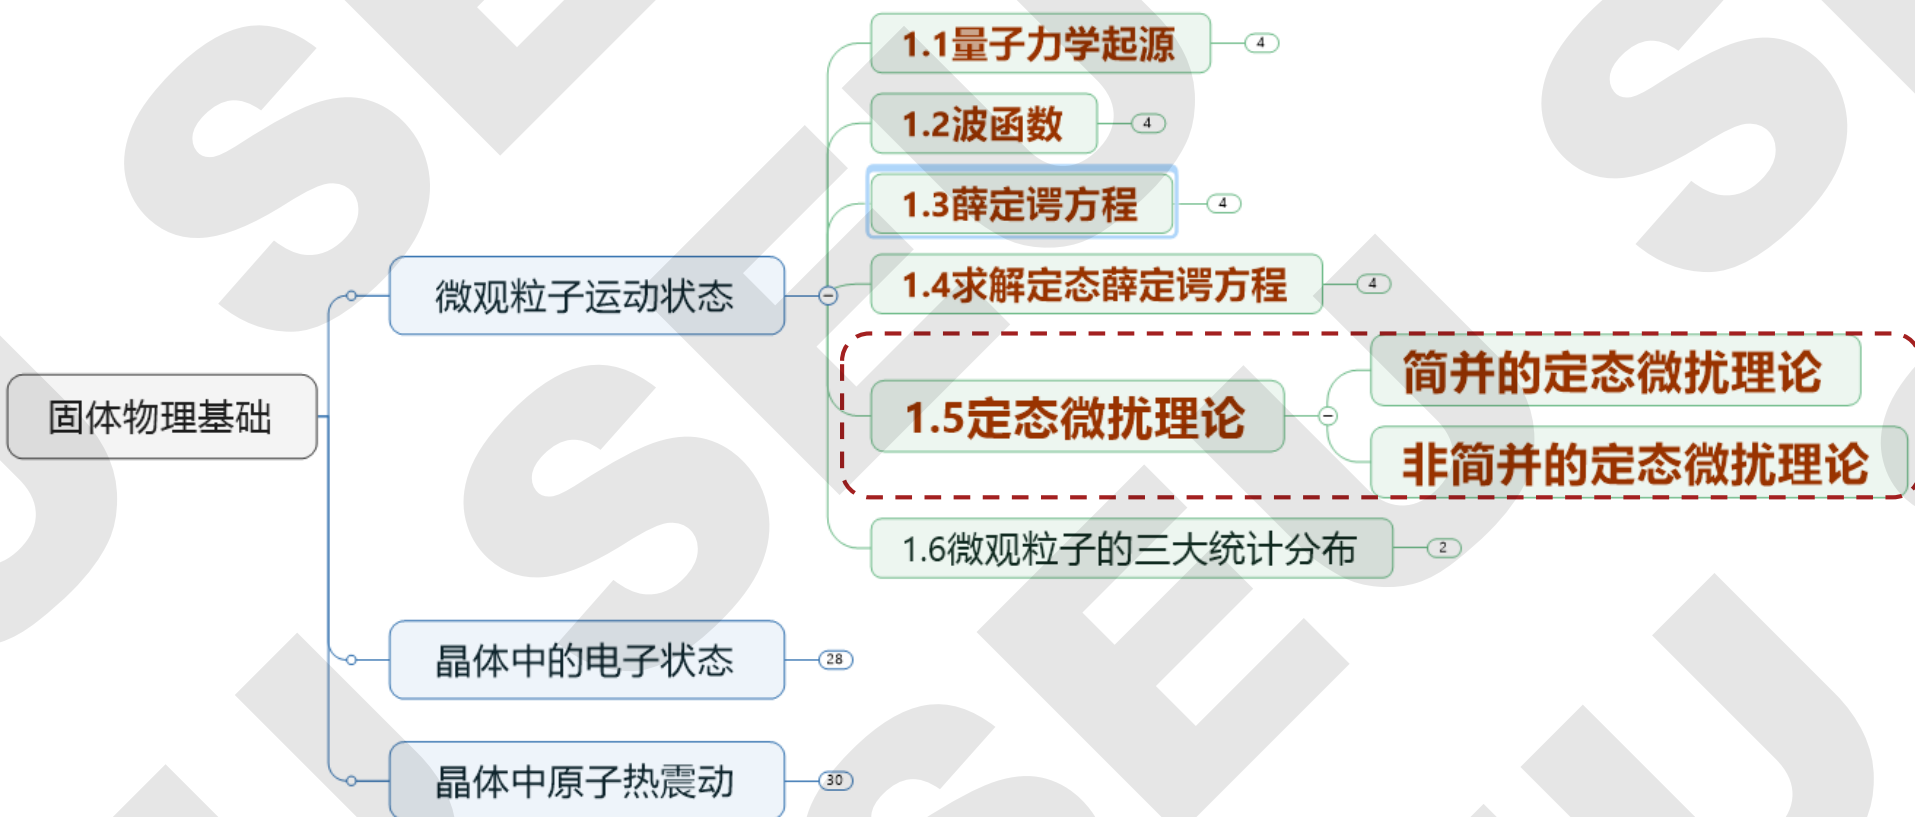 固体物理基础
微观粒子运动状态
1.1量子力学起源
4
1.2波函数
4
1.3薛定谔方程
4
1.4求解定态薛定谔方程
4
1.5定态微扰理论
简并的定态微扰理论
非简并的定态微扰理论
1.6微观粒子的三大统计分布
2
晶体中的电子状态
28
晶体中原子热震动
30
SEU
SEU
SEU